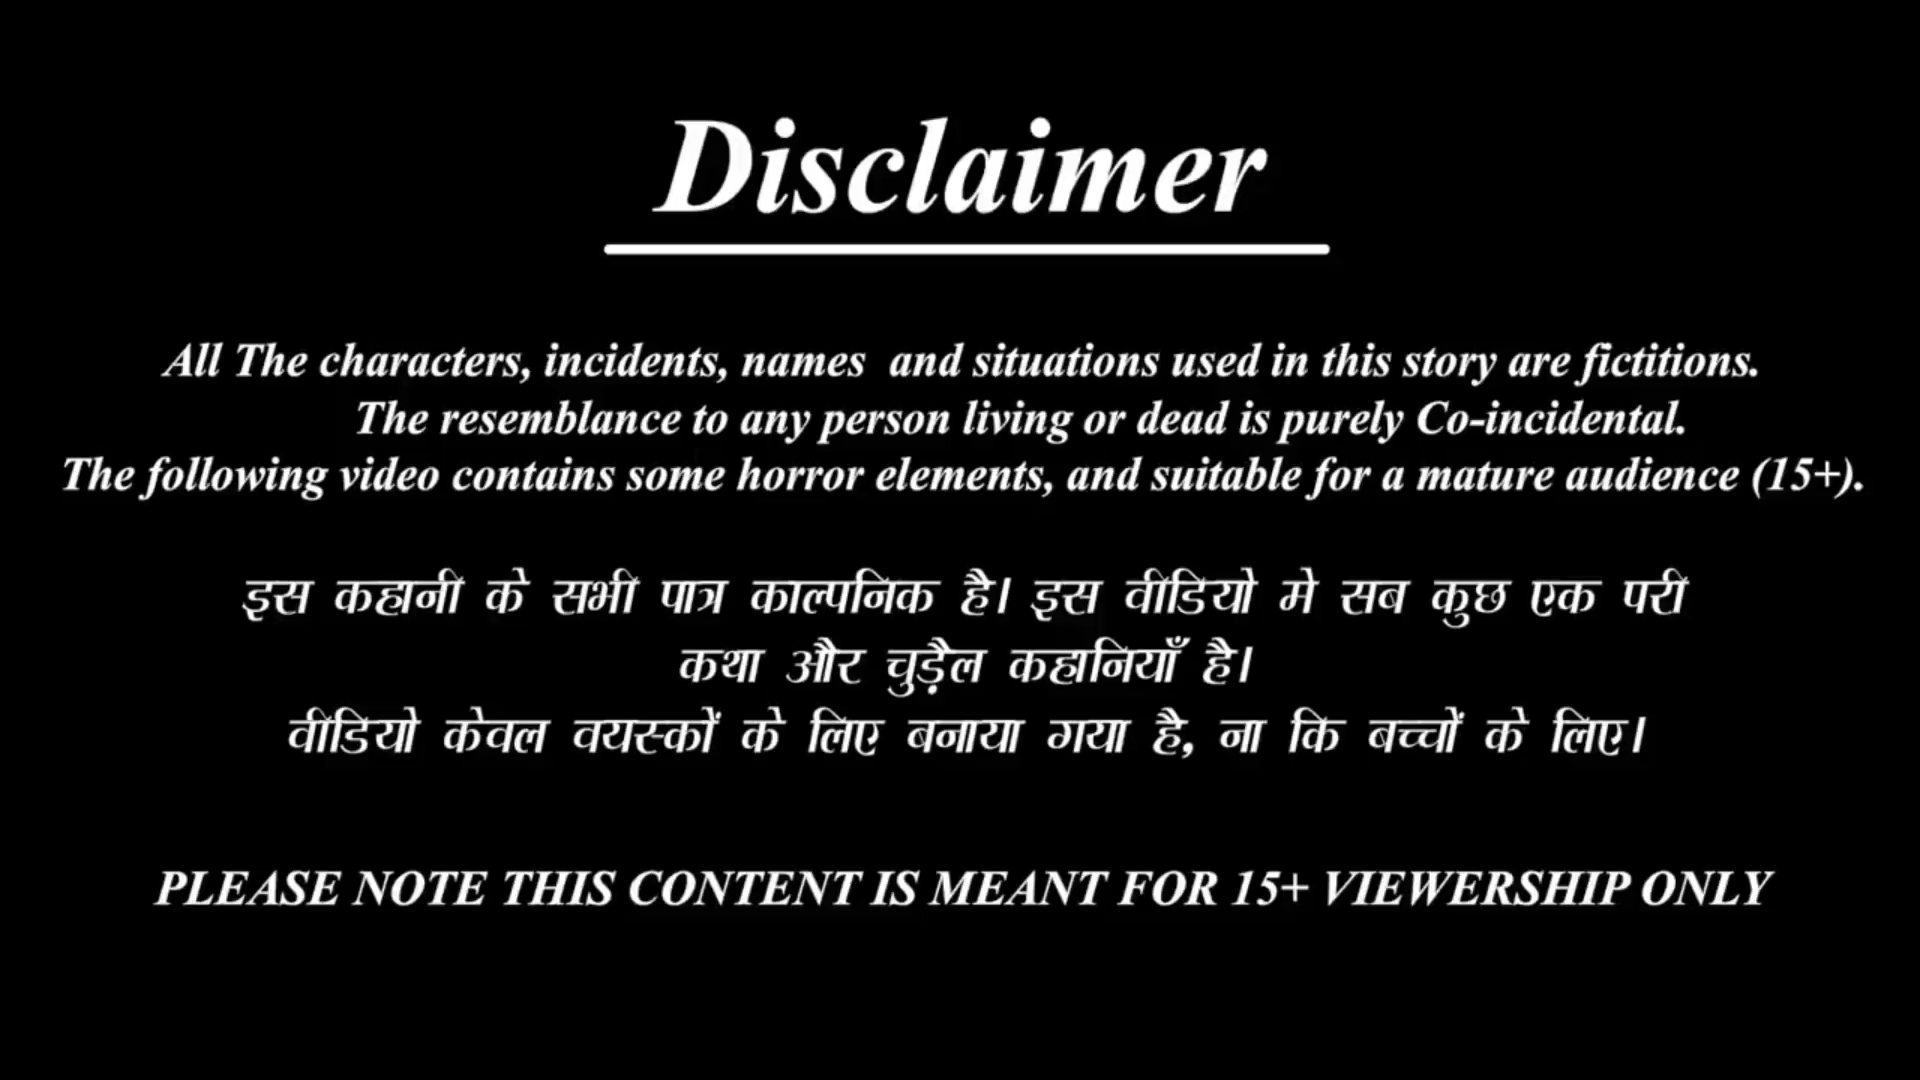 Disclaimer
All The characters, incidents, names and situations used in this story are fictitions.
The resemblance to any person living or dead is purely Co-incidental.
The following video contains some horror elements, and suitable for a mature audience (15+).
इस कहानी के सभी पात्र काल्पनिक है। इस वीडियो मे सब कुछ एक परी
कथा और चुड़ैल कहानियाँ है।
वीडियो केवल वयस्कों के लिए बनाया गया है, ना कि बच्चों के लिए।
PLEASE NOTE THIS CONTENT IS MEANT FOR 15+ VIEWERSHIP ONLY